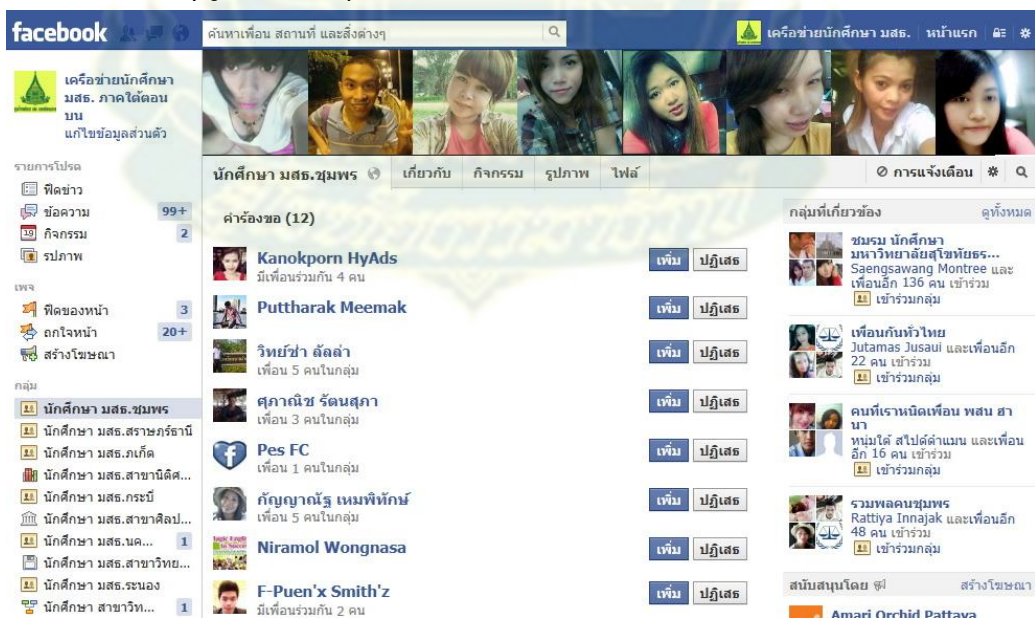 facebook
ค้นหาเพื่อน สถานที่ และสิ่งต่างๆ
เครือข่ายนักศึกษา มสธ. หน้าแรก
เครือข่ายนักศึกษา
มสธ. ภาคใต้ตอน
บน
แก้ไขข้อมูลส่วนตัว
รายการโปรด
ฟีดข่าว
ข้อความ 99+
กิจกรรม 2
รูปภาพ
เพจ
ฟีดของหน้า 3
ถูกใจหน้า 20+
สร้างโฆษณา
กลุ่ม
นักศึกษา มสธ.ชุมพร
นักศึกษา มสธ.สุราษฎร์ธานี
นักศึกษา มสธ.ภูเก็ต
นักศึกษา มสธ.สาขานิติศ...
นักศึกษา มสธ.กระบี่
นักศึกษา มสธ.สาขาศิลป...
นักศึกษา มสธ.นค... 1
นักศึกษา มสธ.สาขาวิทย...
นักศึกษา มสธ.ระนอง
นักศึกษา สาขาวิท... 1
นักศึกษา มสธ.ชุมพร เกี่ยวกับ กิจกรรม รูปภาพ ไฟล์ การแจ้งเตือน
คำร้องขอ (12)
Kanokporn HyAds เพิ่ม ปฏิเสธ
มีเพื่อนร่วมกัน 4 คน
Puttharak Meemak เพิ่ม ปฏิเสธ
วิทย์ซ่า ลัลล่า เพิ่ม ปฏิเสธ
เพื่อน 5 คนในกลุ่ม
ศุภาณิช รัตนสุภา เพิ่ม ปฏิเสธ
เพื่อน 3 คนในกลุ่ม
Pes FC เพิ่ม ปฏิเสธ
เพื่อน 1 คนในกลุ่ม
กัญญาณัฐ เหมพิทักษ์ เพิ่ม ปฏิเสธ
เพื่อน 5 คนในกลุ่ม
Niramol Wongnasa เพิ่ม ปฏิเสธ
F-Puen'x Smith'z เพิ่ม ปฏิเสธ
มีเพื่อนร่วมกัน 2 คน
กลุ่มที่เกี่ยวข้อง ดูทั้งหมด
ชมรม นักศึกษา
มหาวิทยาลัยสุโขทัยธร...
Saengsawang Montree และ
เพื่อนอีก 136 คน เข้าร่วม
เข้าร่วมกลุ่ม
เพื่อนกันทั่วไทย
Jutamas Jusaui และเพื่อนอีก
22 คน เข้าร่วม
เข้าร่วมกลุ่ม
คนที่เราหนิดเพื่อน พสน ฮา
นา
หนุ่มใต้ สไปด์ดำแมน และเพื่อน
อีก 16 คน เข้าร่วม
เข้าร่วมกลุ่ม
รวมพลคนชุมพร
Rattiya Innajak และเพื่อนอีก
48 คน เข้าร่วม
เข้าร่วมกลุ่ม
สนับสนุนโดย สร้างโฆษณา
Amari Orchid Pattaya